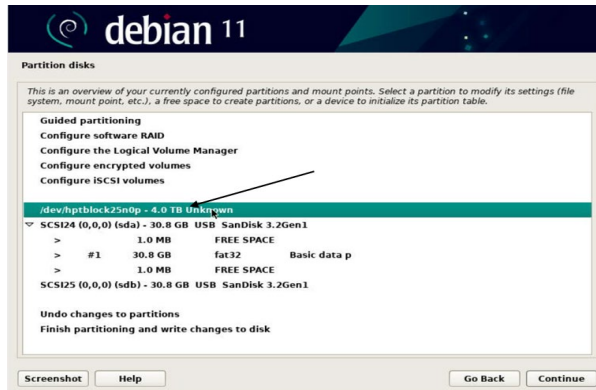 debian 11
Partition disks
This is an overview of your currently configured partitions and mount points. Select a partition to modify its settings (file
system, mount point, etc.), a free space to create partitions, or a device to initialize its partition table.
Guided partitioning
Configure software RAID
Configure the Logical Volume Manager
Configure encrypted volumes
Configure iSCSI volumes
/dev/hptblock25n0p - 4.0 TB Unknown
SCSI24 (0,0,0) (sda) - 30.8 GB USB SanDisk 3.2Gen1
> 1.0 MB FREE SPACE
> #1 30.8 GB fat32 Basic data p
> 1.0 MB FREE SPACE
SCSI25 (0,0,0) (sdb) - 30.8 GB USB SanDisk 3.2Gen1
Undo changes to partitions
Finish partitioning and write changes to disk
Screenshot Help Go Back Continue